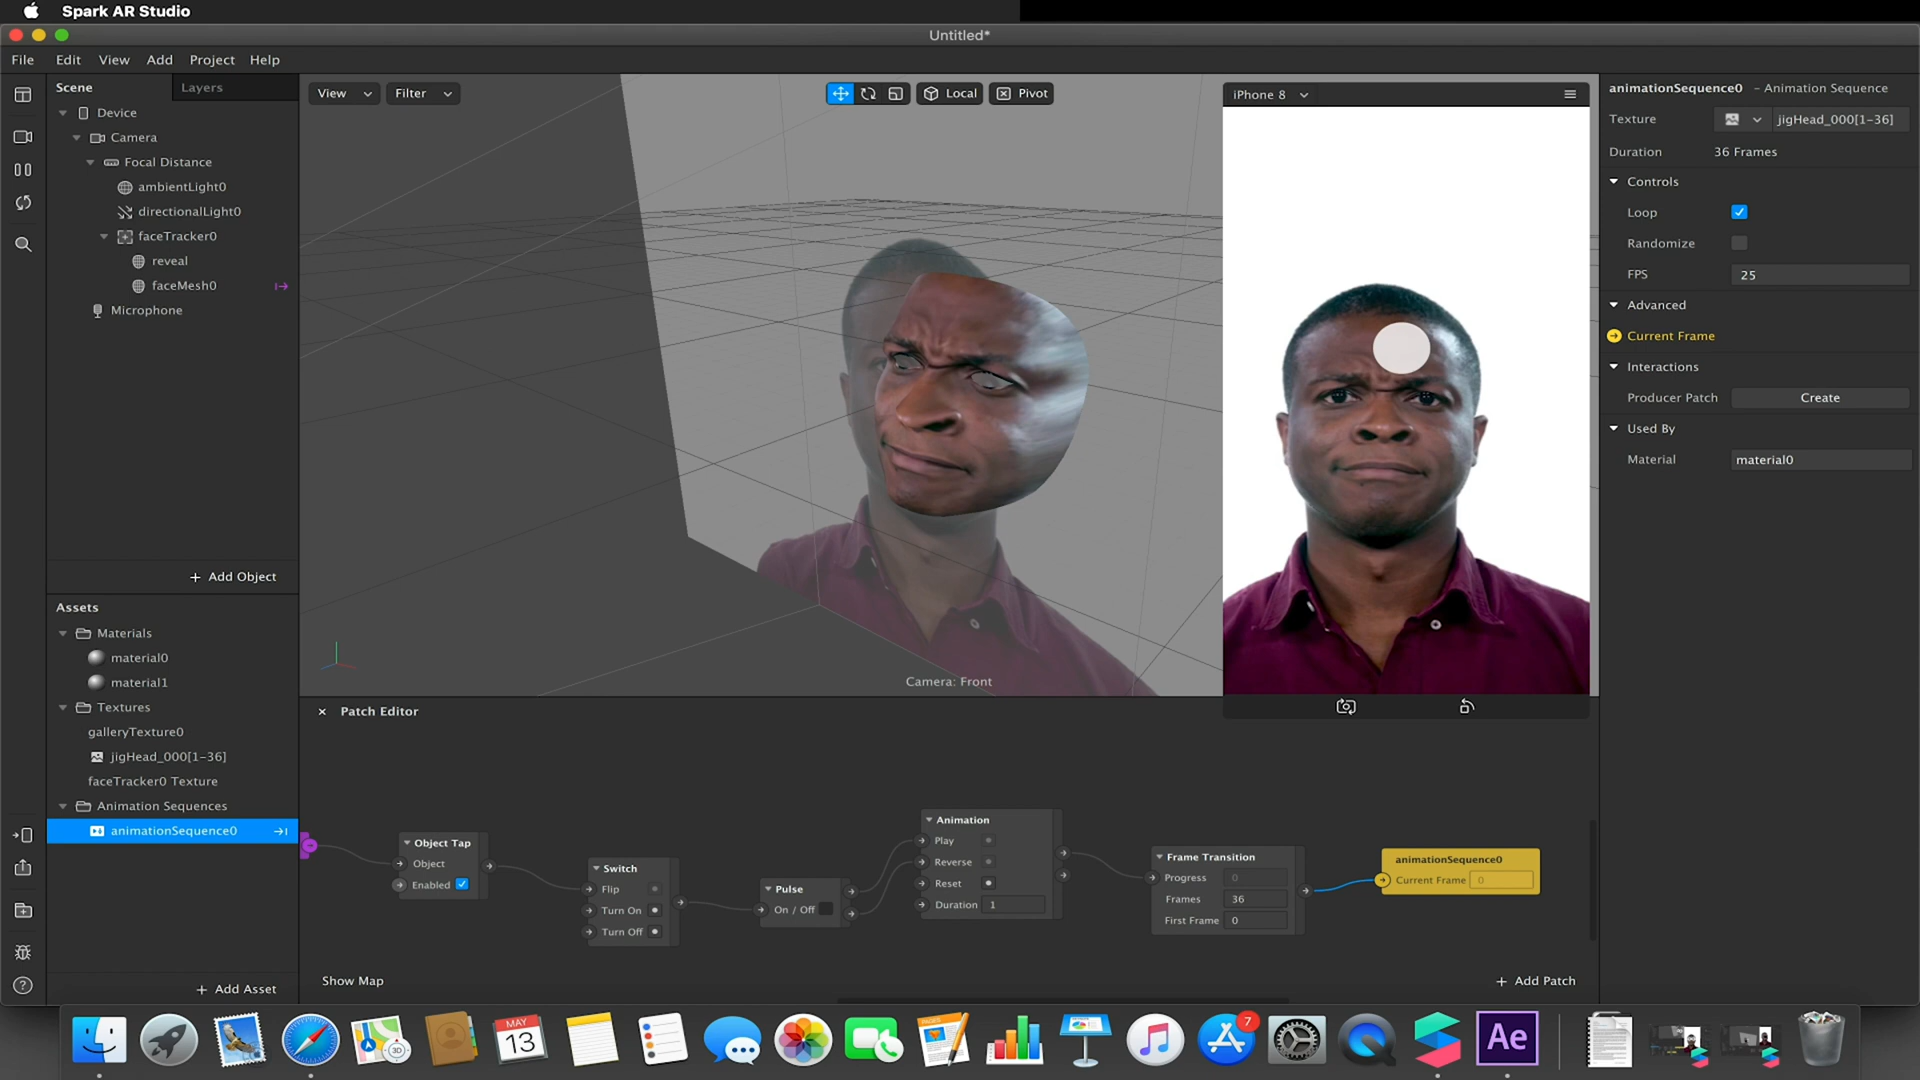 Spark AR Studio
Untitled*
File Edit View Add Project Help
Scene Layers
Device
Camera
Focal Distance
ambientLight0
directionalLight0
faceTracker0
reveal
faceMesh0
Microphone
+ Add Object
Assets
Materials
material0
material1
Textures
galleryTexture0
jigHead_000[1-36]
faceTracker0 Texture
Animation Sequences
animationSequence0
+ Add Asset
View Filter Local Pivot
Camera: Front
iPhone 8
Patch Editor
Object Tap
Object
Enabled
Switch
Flip
Turn On
Turn Off
Pulse
On / Off
Animation
Play
Reverse
Reset
Duration 1
Frame Transition
Progress 0
Frames 36
First Frame 0
animationSequence0
Current Frame 0
Show Map
+ Add Patch
animationSequence0 - Animation Sequence
Texture jigHead_000[1-36]
Duration 36 Frames
Controls
Loop
Randomize
FPS 25
Advanced
Current Frame
Interactions
Producer Patch Create
Used By
Material material0
3D
MAY
13
PAGES
7
Ae